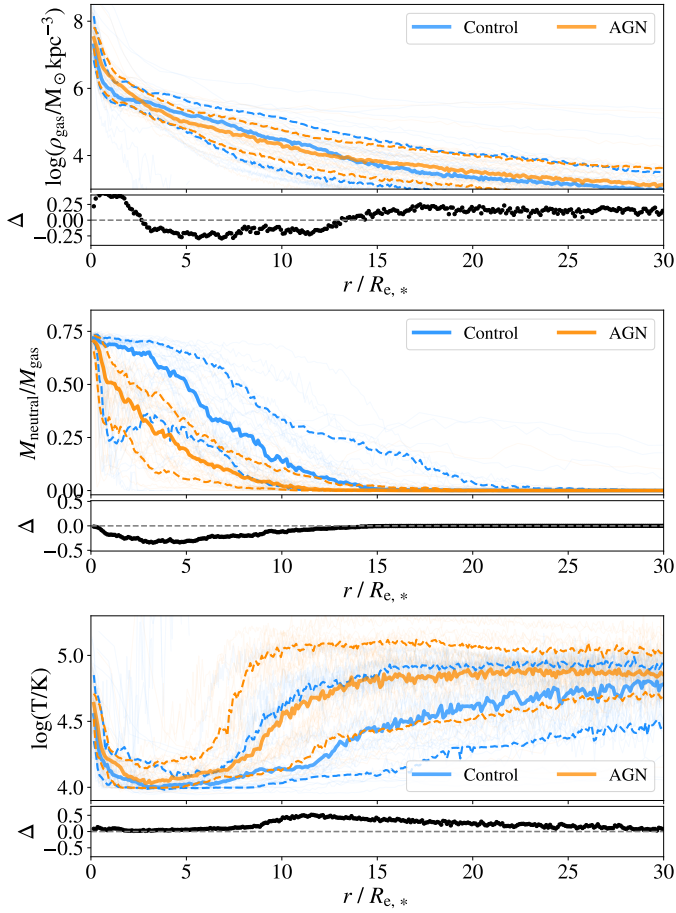 log(ρgas/M⊙kpc−3)
8
6
4
Control
AGN
Δ
0.25
0.00
−0.25
0 5 10 15 20 25 30
r / Re, *
Mneutral/Mgas
0.75
0.50
0.25
0.00
Control
AGN
Δ
0.5
0.0
−0.5
0 5 10 15 20 25 30
r / Re, *
log(T/K)
5.0
4.5
4.0
Control
AGN
Δ
0.5
0.0
−0.5
0 5 10 15 20 25 30
r / Re, *